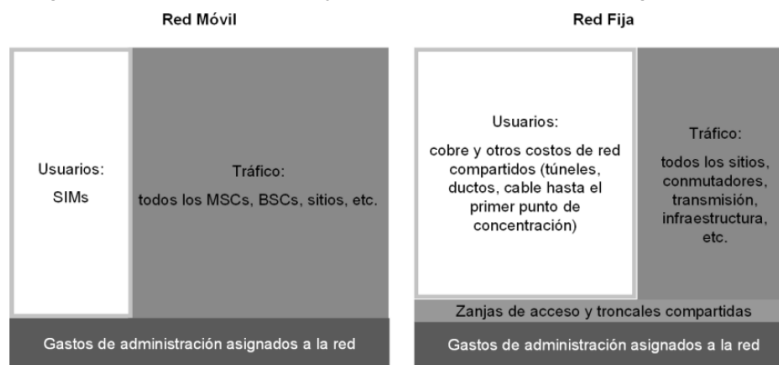 Red Móvil
Usuarios:
SIMs
Tráfico:
todos los MSCs, BSCs, sitios, etc.
Gastos de administración asignados a la red
Red Fija
Usuarios:
cobre y otros costos de red
compartidos (túneles,
ductos, cable hasta el
primer punto de
concentración)
Tráfico:
todos los sitios,
conmutadores,
transmisión,
infraestructura,
etc.
Zanjas de acceso y troncales compartidas
Gastos de administración asignados a la red